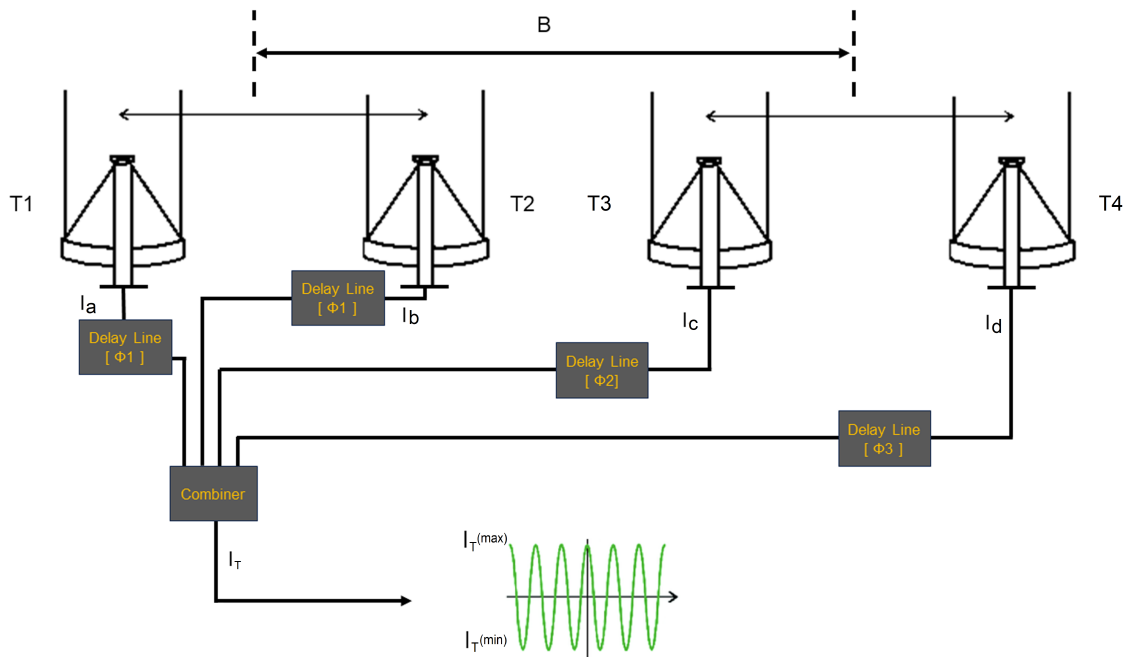 B
T1
T2
T3
T4
Delay Line
[ Φ1 ]
Ia
Ib
Ic
Id
Delay Line
[ Φ1 ]
Delay Line
[ Φ2]
Delay Line
[ Φ3 ]
Combiner
IT
IT(max)
IT(min)